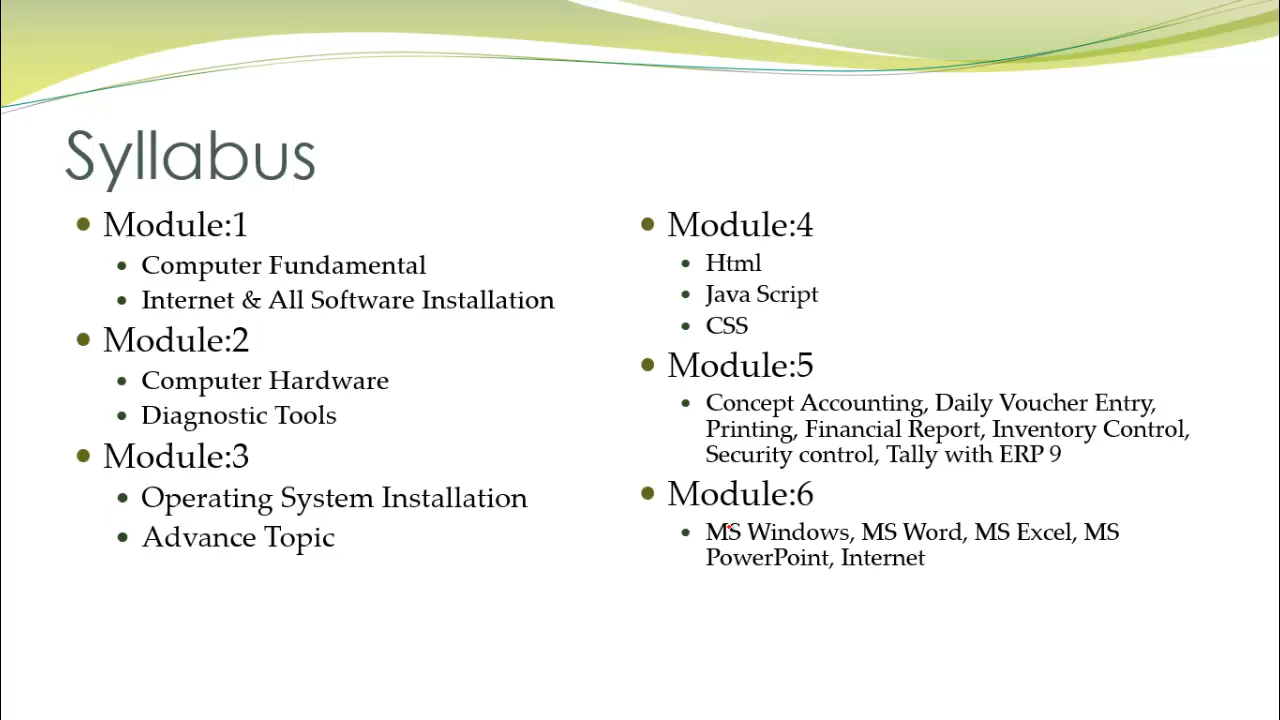 Syllabus
Module:1
Computer Fundamental
Internet & All Software Installation
Module:2
Computer Hardware
Diagnostic Tools
Module:3
Operating System Installation
Advance Topic
Module:4
Html
Java Script
CSS
Module:5
Concept Accounting, Daily Voucher Entry,
Printing, Financial Report, Inventory Control,
Security control, Tally with ERP 9
Module:6
MS Windows, MS Word, MS Excel, MS
PowerPoint, Internet